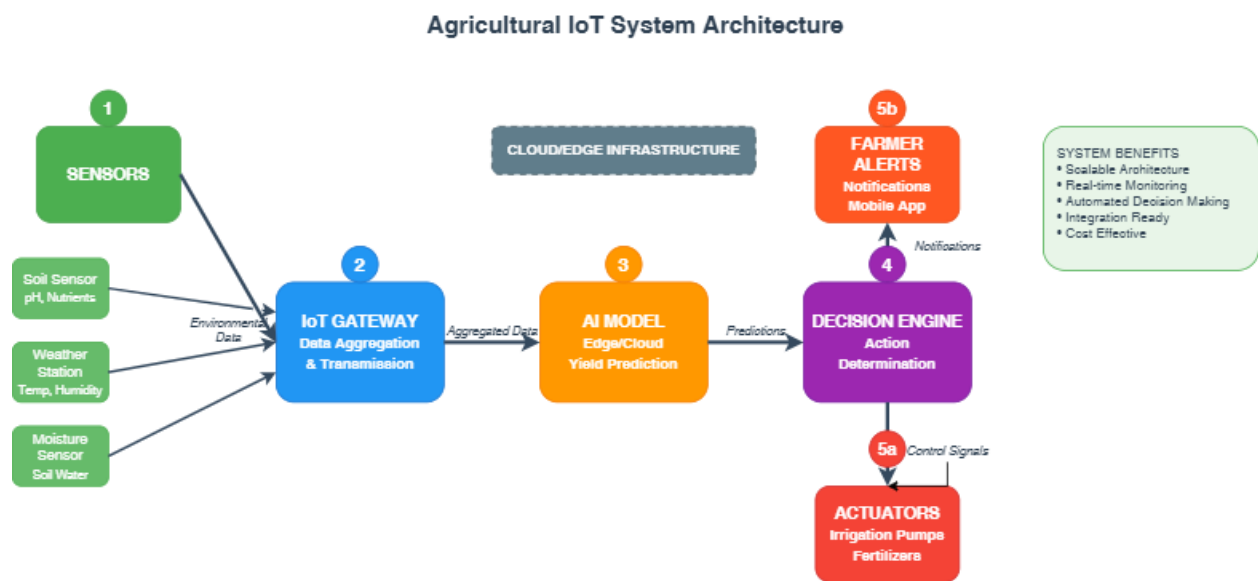 Agricultural IoT System Architecture
1
SENSORS
Soil Sensor
pH, Nutrients
Weather
Station
Temp, Humidity
Moisture
Sensor
Soil Water
Environmental
Data
2
IoT GATEWAY
Data Aggregation
& Transmission
Aggregated Data
CLOUD/EDGE INFRASTRUCTURE
3
AI MODEL
Edge/Cloud
Yield Prediction
Predictions
5b
FARMER
ALERTS
Notifications
Mobile App
Notifications
4
DECISION ENGINE
Action
Determination
5a
Control Signals
ACTUATORS
Irrigation Pumps
Fertilizers
SYSTEM BENEFITS
• Scalable Architecture
• Real-time Monitoring
• Automated Decision Making
• Integration Ready
• Cost Effective